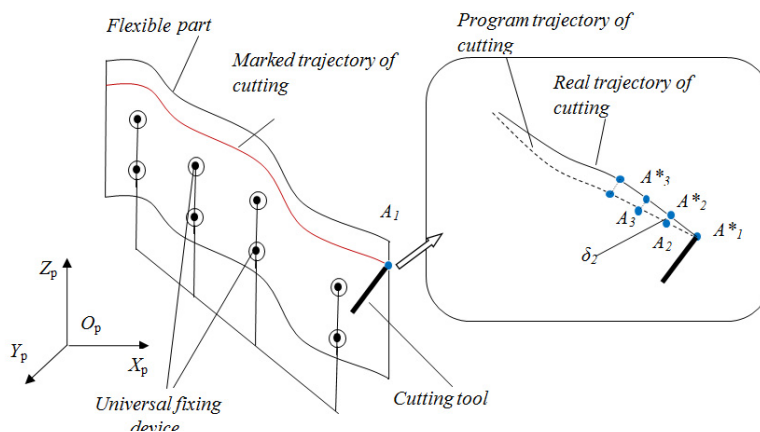 Flexible part
Marked trajectory of
cutting
Program trajectory of
cutting
Real trajectory of
cutting
A*3
A*2
A*1
A3
A2
δ2
A1
Zp
Op
Yp
Xp
Universal fixing
device
Cutting tool